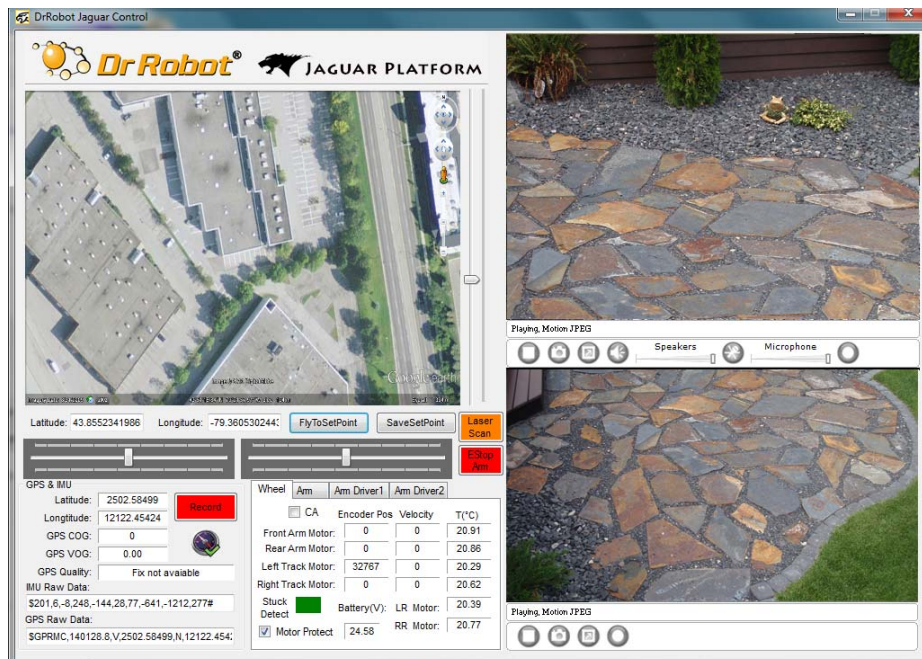 DrRobot Jaguar Control
Dr Robot®
JAGUAR PLATFORM
Google earth
Latitude: 43.8552341986 Longitude: -79.3605302443 FlyToSetPoint SaveSetPoint
Laser Scan
EStop Arm
GPS & IMU
Latitude: 2502.58499
Longtitude: 12122.45424
Record
GPS COG: 0
GPS VOG: 0.00
GPS Quality: Fix not avaiable
IMU Raw Data:
$201,6,-8,248,-144,28,77,-641,-1212,277#
GPS Raw Data:
$GPRMC,140128.8,V,2502.58499,N,12122.454
Wheel Arm Arm Driver1 Arm Driver2
CA Encoder Pos Velocity T(°C)
Front Arm Motor: 0 0 20.91
Rear Arm Motor: 0 0 20.86
Left Track Motor: 32767 0 20.29
Right Track Motor: 0 0 20.62
Stuck Detect Battery(V): LR Motor: 20.39
Motor Protect 24.58 RR Motor: 20.77
Playing, Motion JPEG
Speakers Microphone
Playing, Motion JPEG